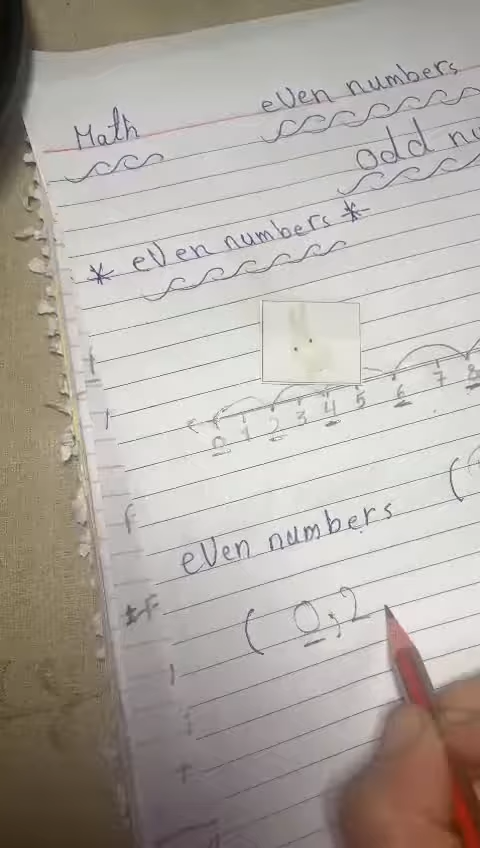 Math even numbers
odd
* even numbers *
0 1 2 3 4 5 6 7 8
even numbers (
( 0, 2